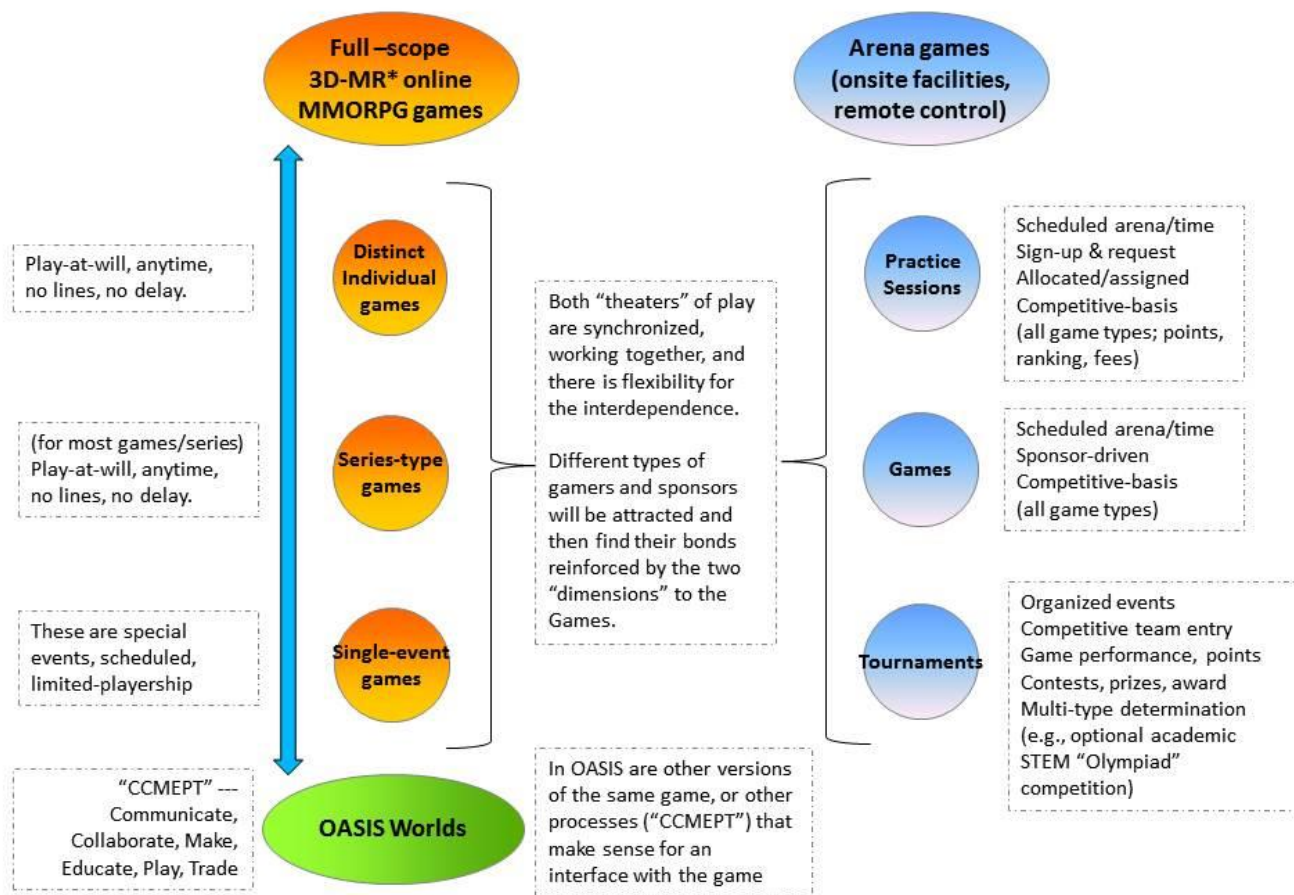 Full –scope
3D-MR* online
MMORPG games
Arena games
(onsite facilities,
remote control)
Play-at-will, anytime,
no lines, no delay.
Distinct
Individual
games
Both “theaters” of play
are synchronized,
working together, and
there is flexibility for
the interdependence.
Different types of
gamers and sponsors
will be attracted and
then find their bonds
reinforced by the two
“dimensions” to the
Games.
Practice
Sessions
Scheduled arena/time
Sign-up & request
Allocated/assigned
Competitive-basis
(all game types; points,
ranking, fees)
(for most games/series)
Play-at-will, anytime,
no lines, no delay.
Series-type
games
Games
Scheduled arena/time
Sponsor-driven
Competitive-basis
(all game types)
These are special
events, scheduled,
limited-playership
Single-event
games
Tournaments
Organized events
Competitive team entry
Game performance, points
Contests, prizes, award
Multi-type determination
(e.g., optional academic
STEM “Olympiad”
competition)
“CCMEPT” ---
Communicate,
Collaborate, Make,
Educate, Play, Trade
OASIS Worlds
In OASIS are other versions
of the same game, or other
processes (“CCMEPT”) that
make sense for an
interface with the game